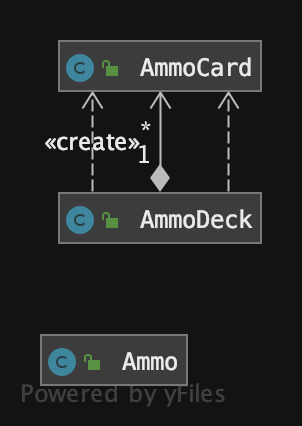 C AmmoCard
«create» *
1
C AmmoDeck
C Ammo
Powered by yFiles